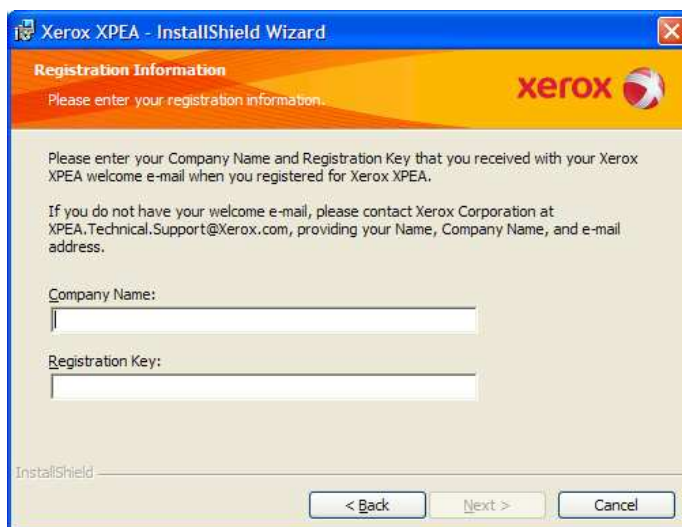 Xerox XPEA - InstallShield Wizard
Registration Information
Please enter your registration information.
xerox
Please enter your Company Name and Registration Key that you received with your Xerox
XPEA welcome e-mail when you registered for Xerox XPEA.
If you do not have your welcome e-mail, please contact Xerox Corporation at
XPEA.Technical.Support@Xerox.com, providing your Name, Company Name, and e-mail
address.
Company Name:
Registration Key:
InstallShield
< Back
Next >
Cancel